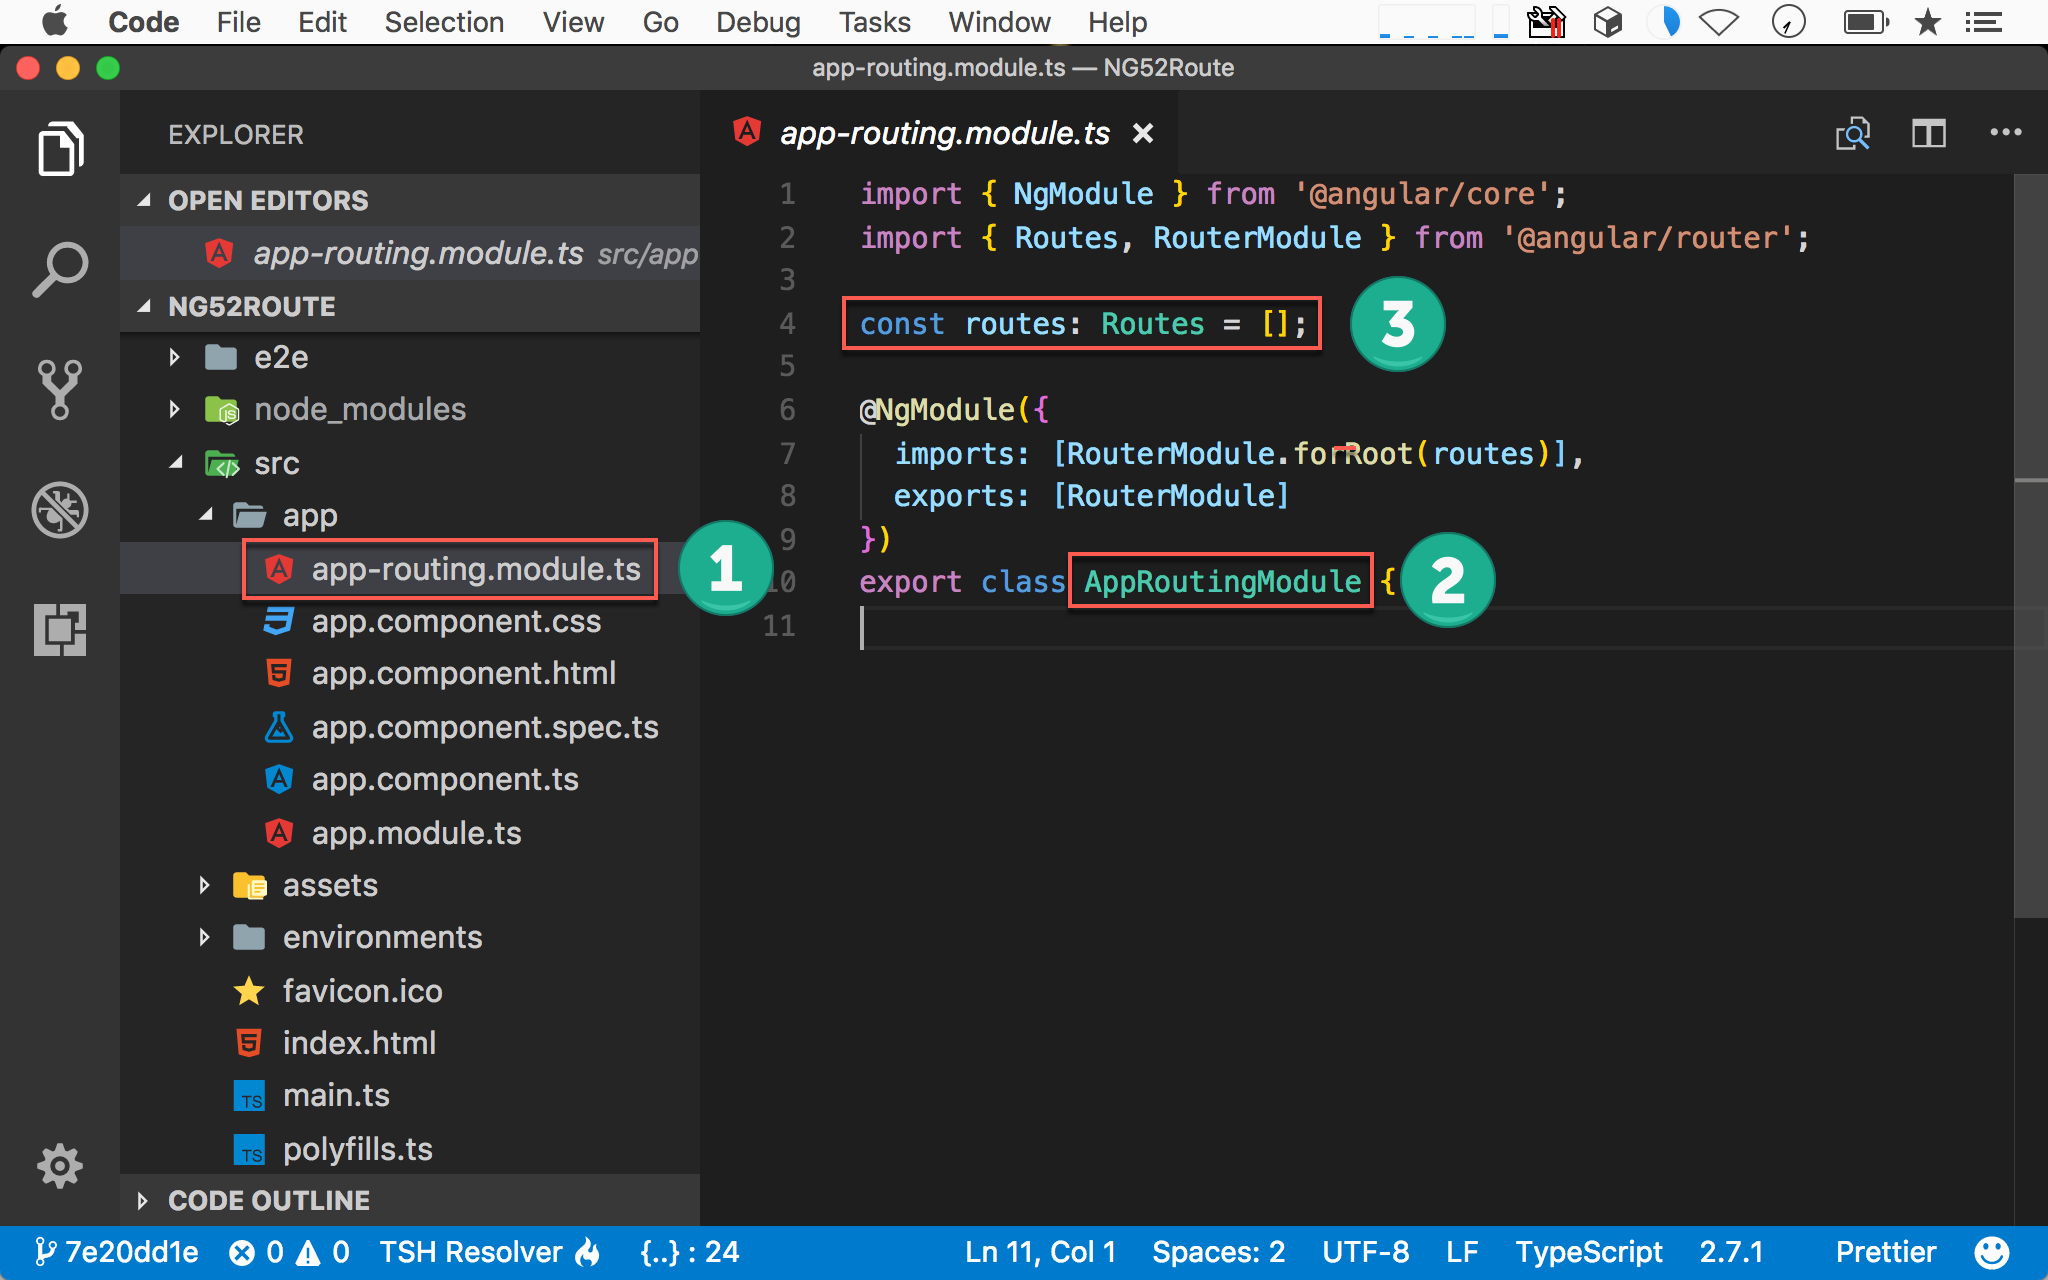 Code File Edit Selection View Go Debug Tasks Window Help
app-routing.module.ts — NG52Route
EXPLORER
OPEN EDITORS
app-routing.module.ts src/app
NG52ROUTE
e2e
node_modules
src
app
app-routing.module.ts
app.component.css
app.component.html
app.component.spec.ts
app.component.ts
app.module.ts
assets
environments
favicon.ico
index.html
main.ts
polyfills.ts
CODE OUTLINE
1
app-routing.module.ts
1 import { NgModule } from '@angular/core';
2 import { Routes, RouterModule } from '@angular/router';
3
4 const routes: Routes = [];
3
5
6 @NgModule({
7 imports: [RouterModule.forRoot(routes)],
8 exports: [RouterModule]
9 })
10 export class AppRoutingModule {
2
11
7e20dd1e 0 0 TSH Resolver {..} : 24 Ln 11, Col 1 Spaces: 2 UTF-8 LF TypeScript 2.7.1 Prettier